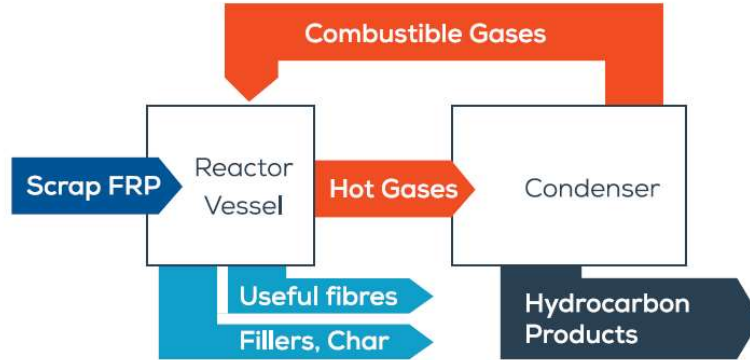 Combustible Gases
Scrap FRP
Reactor
Vessel
Hot Gases
Condenser
Useful fibres
Fillers, Char
Hydrocarbon
Products